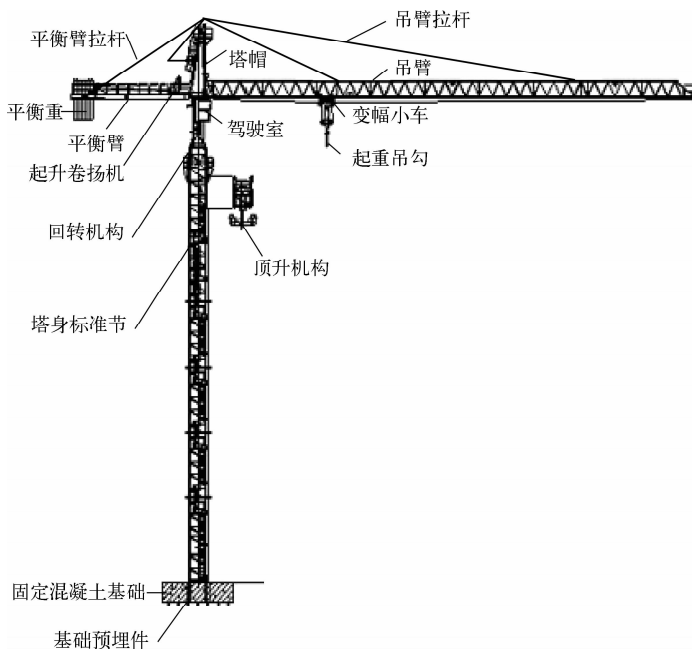 吊臂拉杆
平衡臂拉杆
塔帽
吊臂
平衡重
驾驶室
变幅小车
平衡臂
起重吊勾
起升卷扬机
回转机构
顶升机构
塔身标准节
固定混凝土基础
基础预埋件